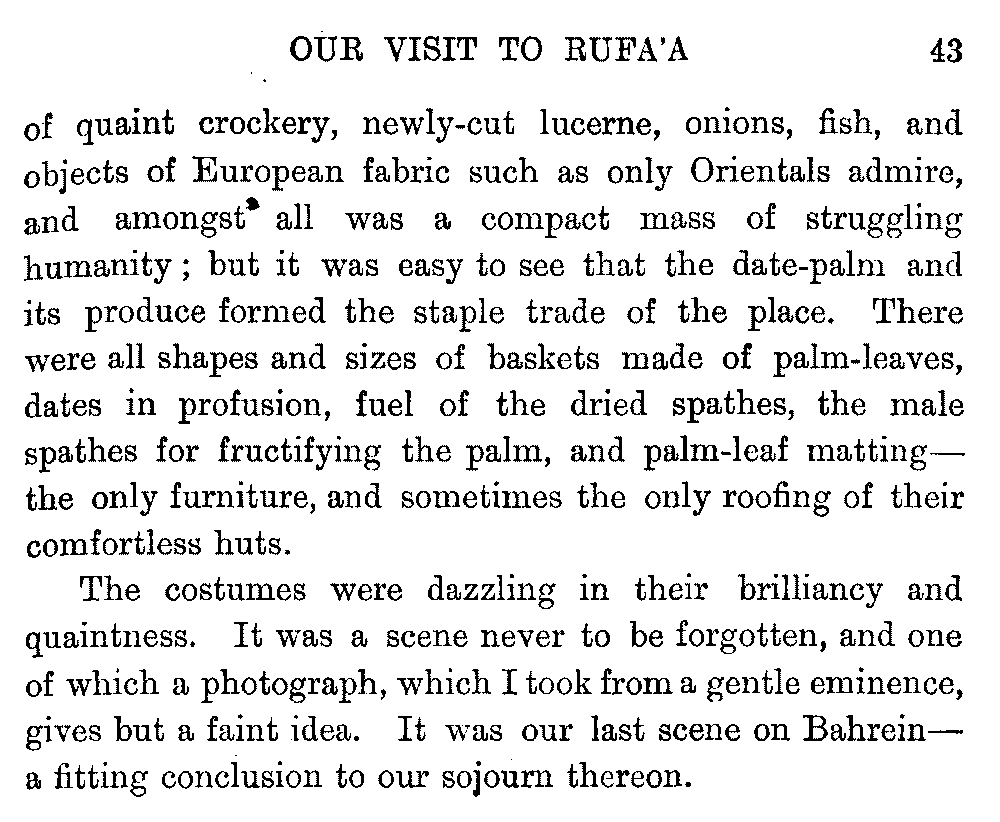 OUR VISIT TO RUFA'A 43
of quaint crockery, newly-cut lucerne, onions, fish, and
objects of European fabric such as only Orientals admire,
and amongst all was a compact mass of struggling
humanity; but it was easy to see that the date-palm and
its produce formed the staple trade of the place. There
were all shapes and sizes of baskets made of palm-leaves,
dates in profusion, fuel of the dried spathes, the male
spathes for fructifying the palm, and palm-leaf matting—
the only furniture, and sometimes the only roofing of their
comfortless huts.
The costumes were dazzling in their brilliancy and
quaintness. It was a scene never to be forgotten, and one
of which a photograph, which I took from a gentle eminence,
gives but a faint idea. It was our last scene on Bahrein—
a fitting conclusion to our sojourn thereon.